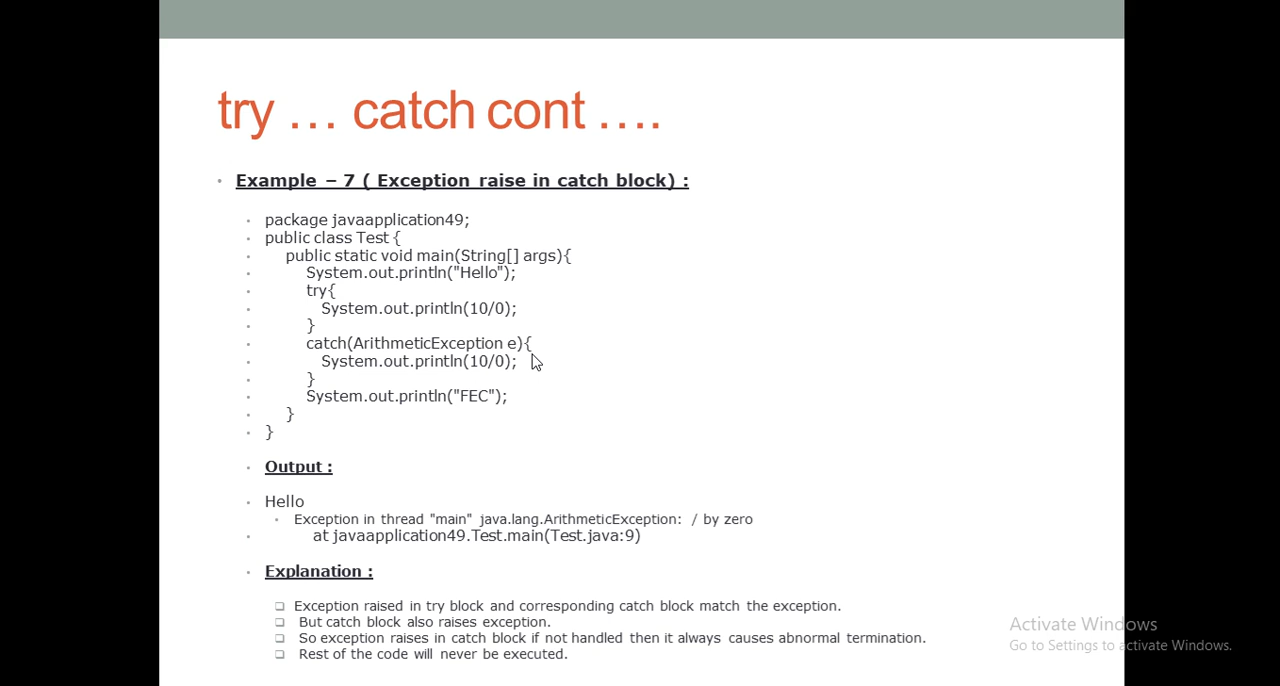 try … catch cont ….
Example – 7 ( Exception raise in catch block) :
package javaapplication49;
public class Test {
public static void main(String[] args){
System.out.println("Hello");
try{
System.out.println(10/0);
}
catch(ArithmeticException e){
System.out.println(10/0);
}
System.out.println("FEC");
}
}
Output :
Hello
Exception in thread "main" java.lang.ArithmeticException: / by zero
at javaapplication49.Test.main(Test.java:9)
Explanation :
Exception raised in try block and corresponding catch block match the exception.
But catch block also raises exception.
So exception raises in catch block if not handled then it always causes abnormal termination.
Rest of the code will never be executed.
Activate Windows
Go to Settings to activate Windows.